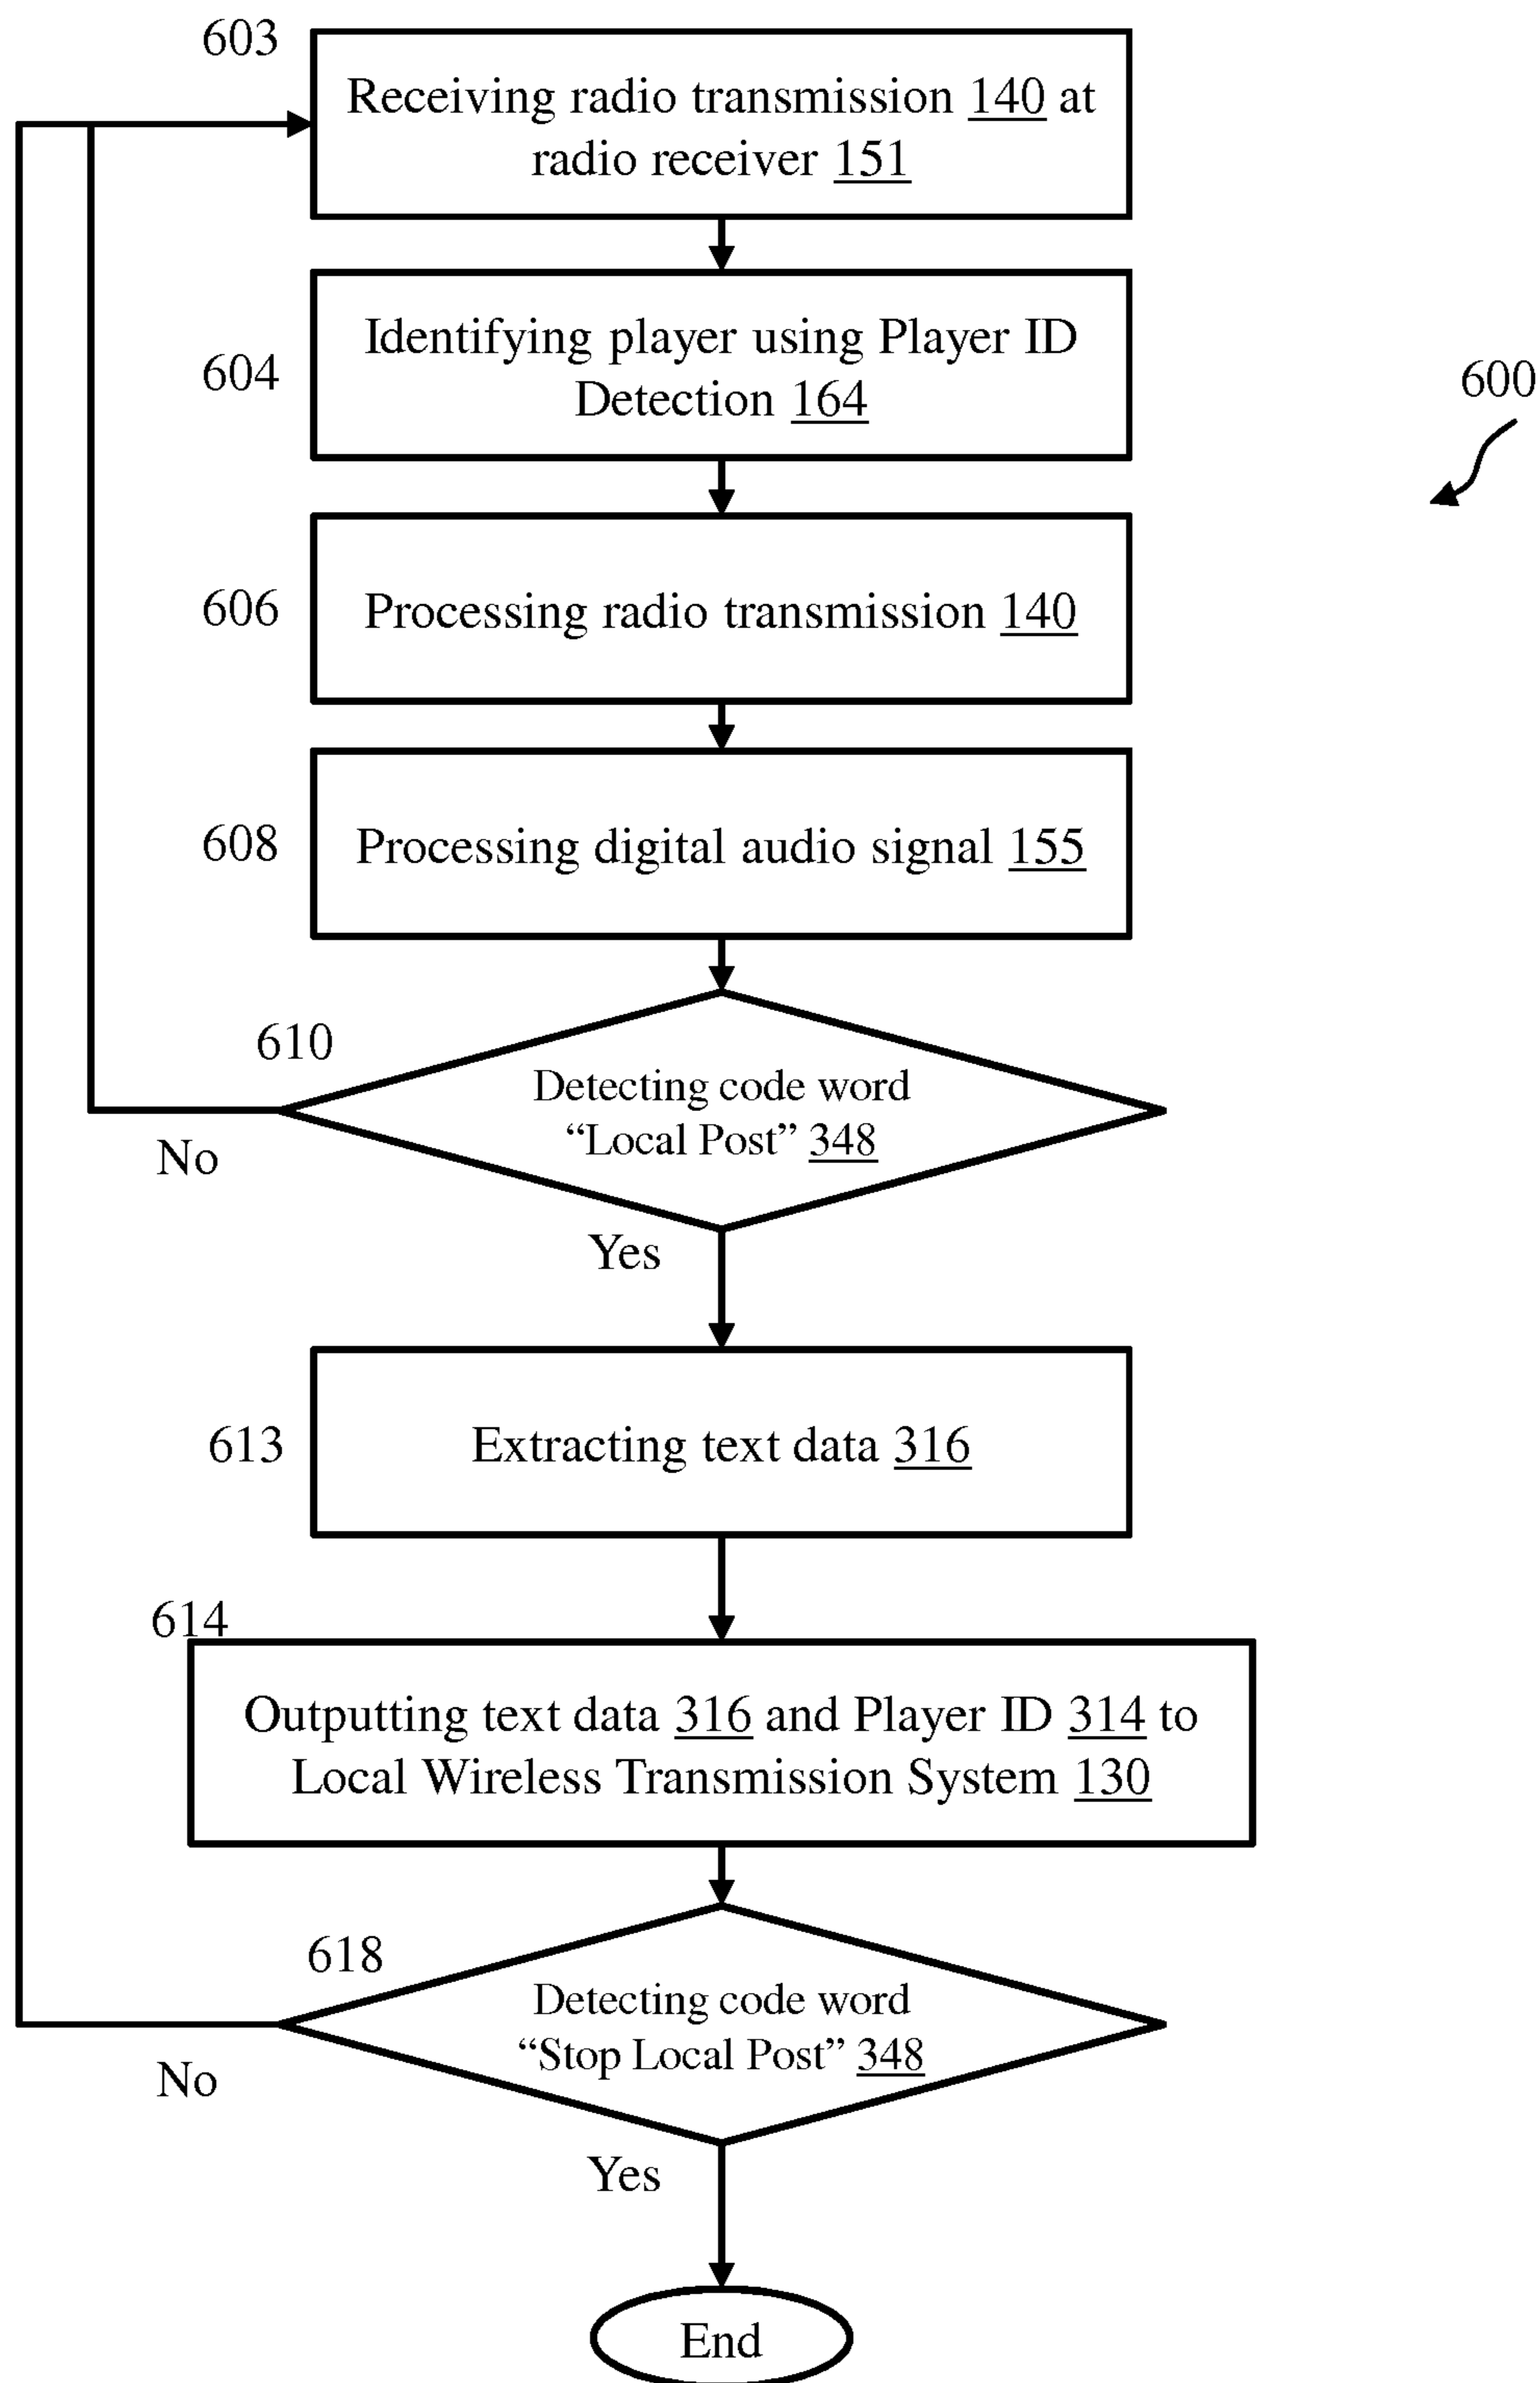 603
Receiving radio transmission 140 at
radio receiver 151
Identifying player using Player ID
Detection 164
604
600
606
Processing radio transmission 140
608
Processing digital audio signal 155
610
Detecting code word
“Local Post” 348
No
Yes
613
Extracting text data 316
614
Outputting text data 316 and Player ID 314 to
Local Wireless Transmission System 130
618
Detecting code word
“Stop Local Post” 348
No
Yes
End